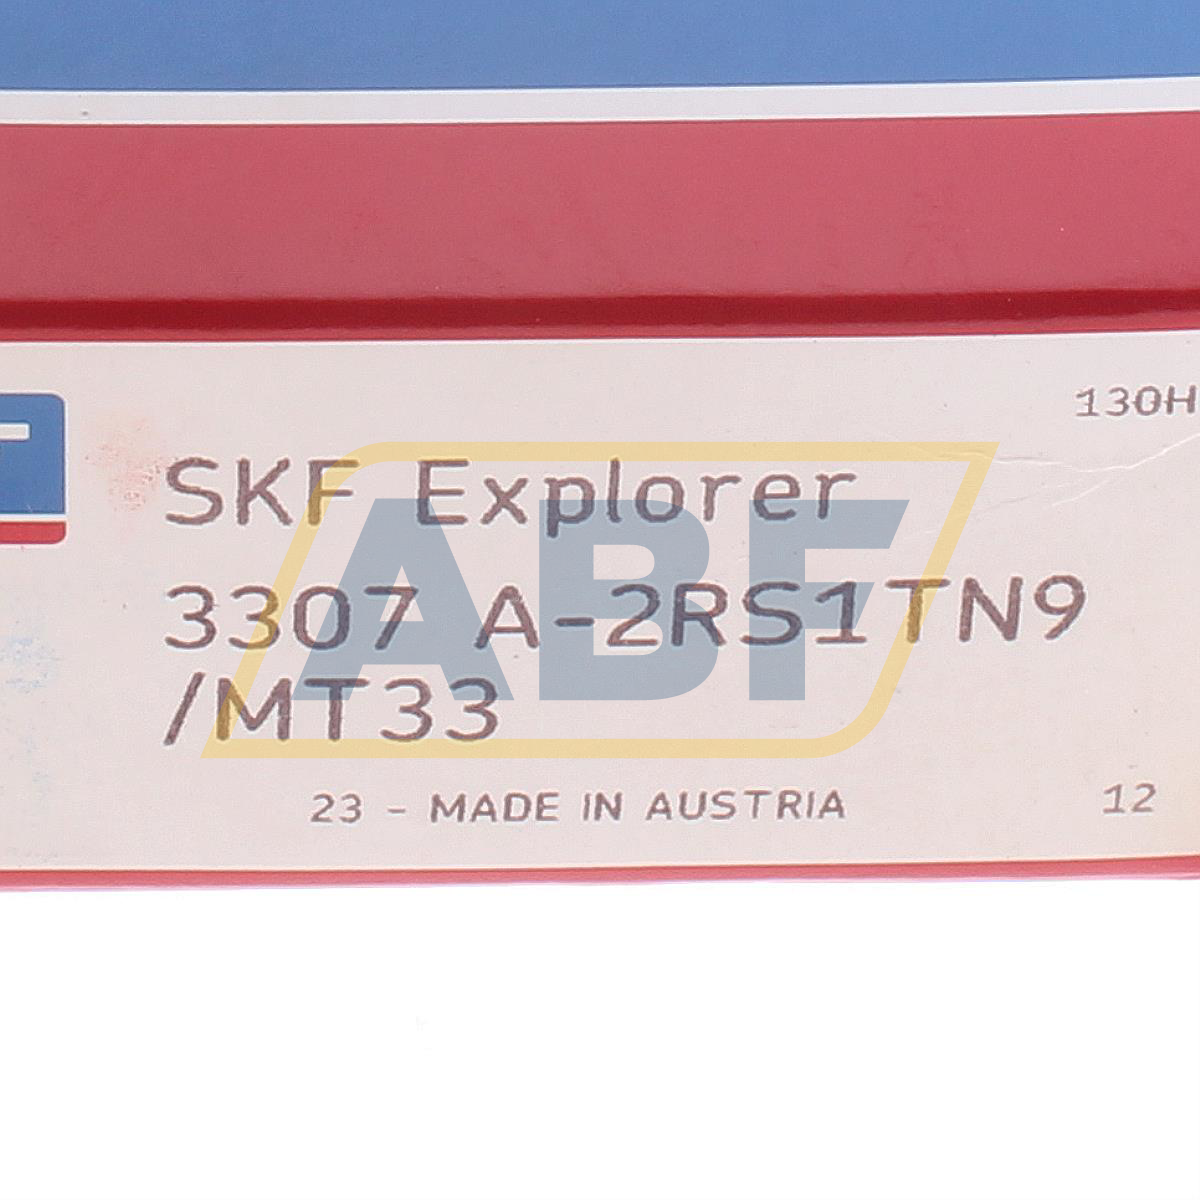 130H
SKF Explorer
3307 A-2RS1TN9
/MT33
23 - MADE IN AUSTRIA
12
ABF